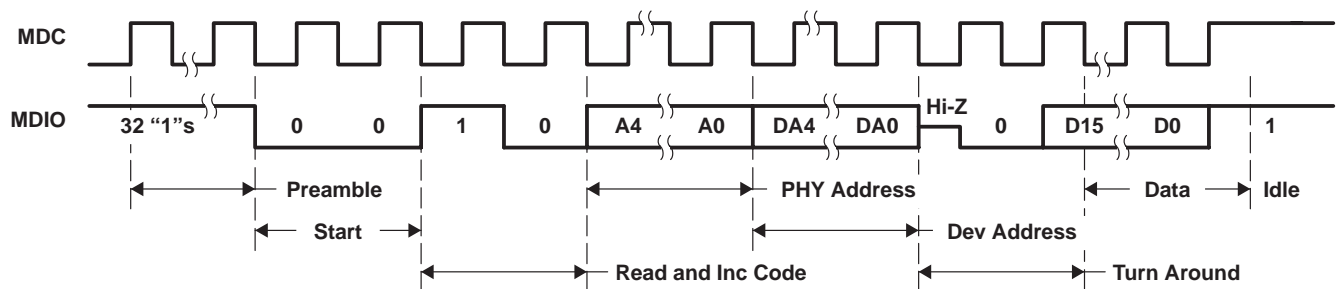 MDC
Hi-Z
MDIO
32 “1”s 0 0 1 0 A4 A0 DA4 DA0 0 D15 D0 1
Preamble PHY Address Data Idle
Start Dev Address
Read and Inc Code Turn Around